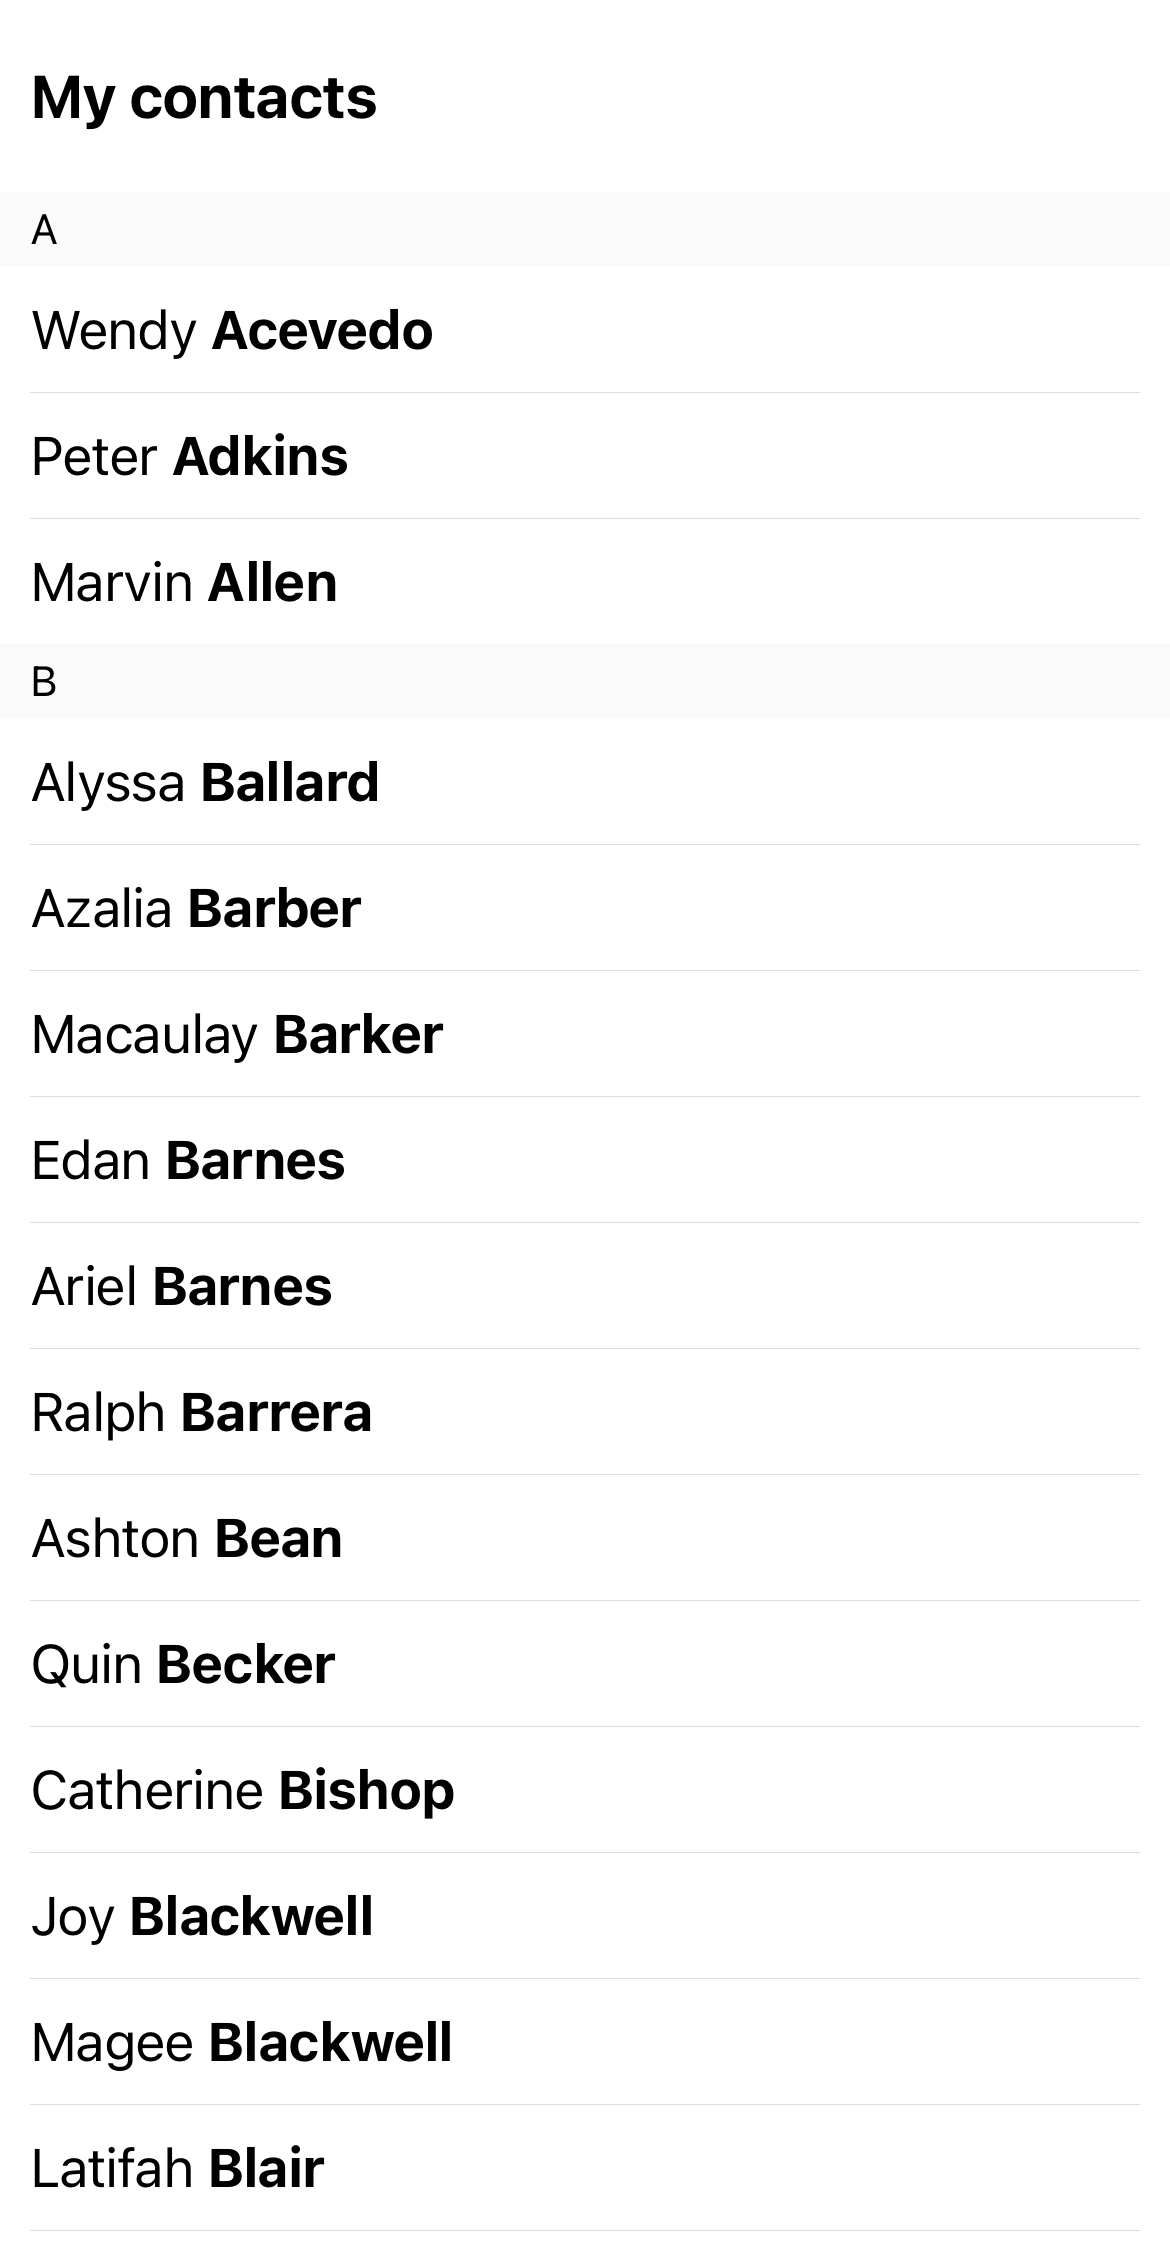 My contacts
A
Wendy Acevedo
Peter Adkins
Marvin Allen
B
Alyssa Ballard
Azalia Barber
Macaulay Barker
Edan Barnes
Ariel Barnes
Ralph Barrera
Ashton Bean
Quin Becker
Catherine Bishop
Joy Blackwell
Magee Blackwell
Latifah Blair